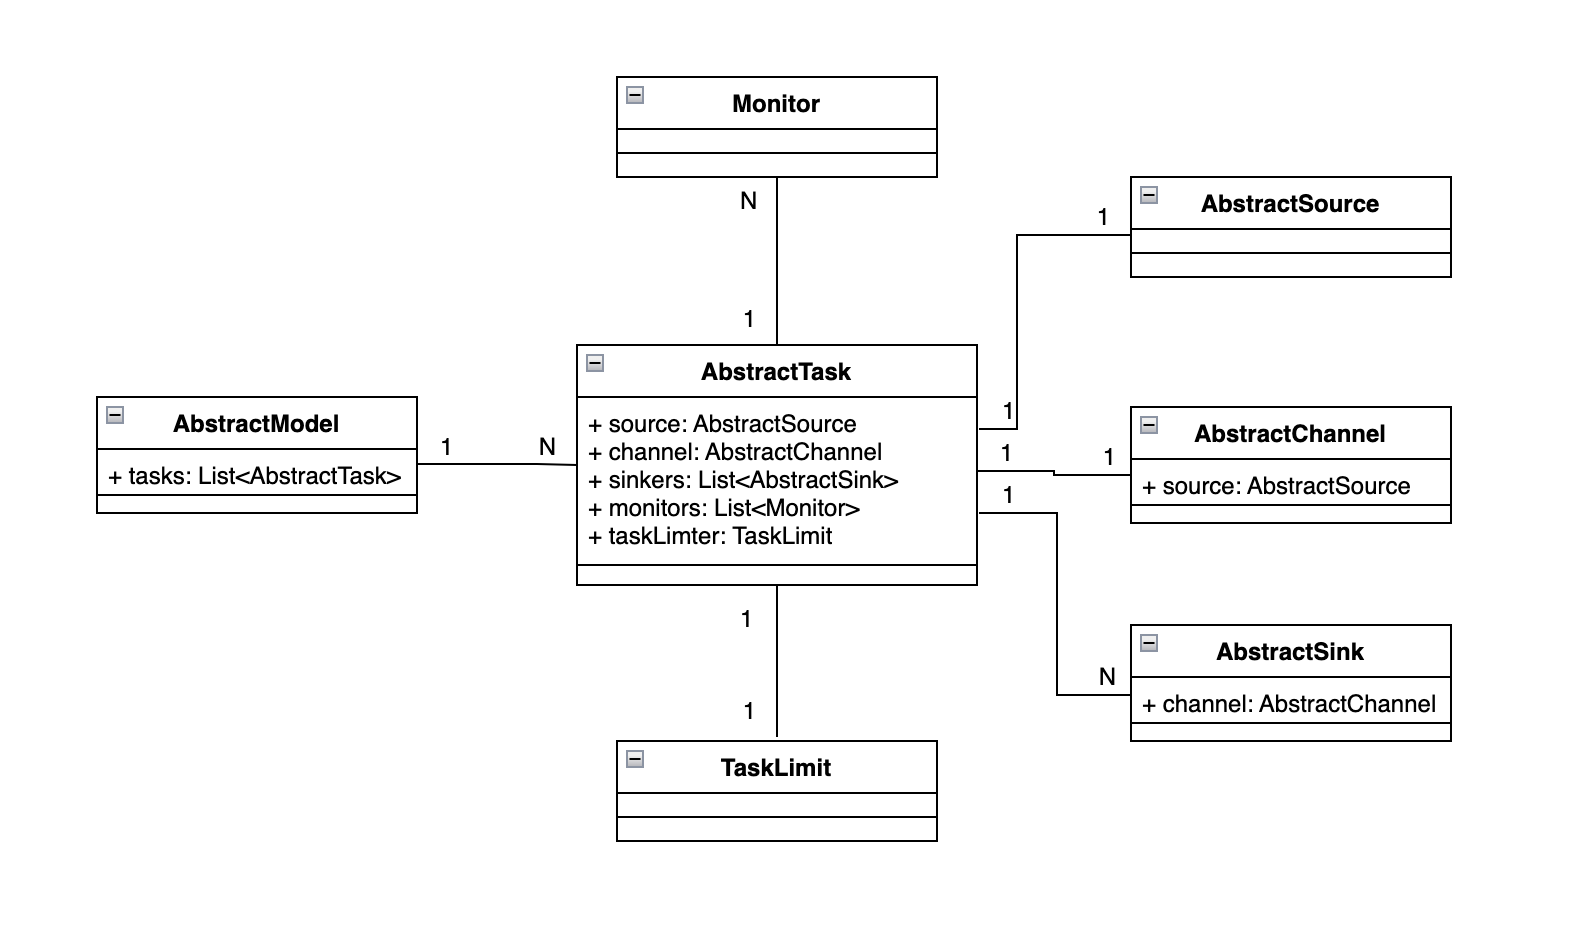 Monitor
N
1
AbstractSource
1
AbstractModel
+ tasks: List<AbstractTask>
1
N
AbstractTask
+ source: AbstractSource
+ channel: AbstractChannel
+ sinkers: List<AbstractSink>
+ monitors: List<Monitor>
+ taskLimter: TaskLimit
1
1
1
1
AbstractChannel
+ source: AbstractSource
N
AbstractSink
+ channel: AbstractChannel
1
1
TaskLimit